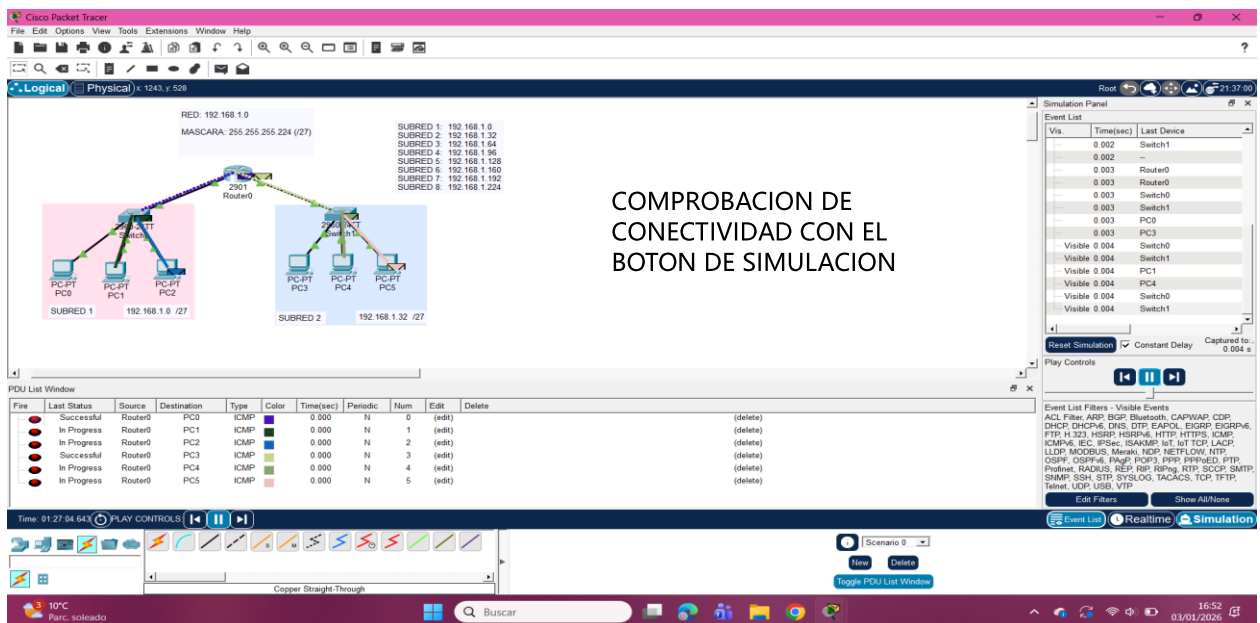 Cisco Packet Tracer
File Edit Options View Tools Extensions Window Help
?
Logical Physical x: 1243, y: 528
Root 21:37:00
RED: 192.168.1.0
MASCARA: 255.255.255.224 (/27)
SUBRED 1: 192.168.1.0
SUBRED 2: 192.168.1.32
SUBRED 3: 192.168.1.64
SUBRED 4: 192.168.1.96
SUBRED 5: 192.168.1.128
SUBRED 6: 192.168.1.160
SUBRED 7: 192.168.1.192
SUBRED 8: 192.168.1.224
2901
Router0
PC-PT
PC0
PC-PT
PC1
PC-PT
PC2
SUBRED 1 192.168.1.0 /27
PC-PT
PC3
PC-PT
PC4
PC-PT
PC5
SUBRED 2 192.168.1.32 /27
COMPROBACION DE
CONECTIVIDAD CON EL
BOTON DE SIMULACION
Simulation Panel
Event List
Vis. Time(sec) Last Device
0.002 Switch1
0.002 --
0.003 Router0
0.003 Router0
0.003 Switch0
0.003 Switch1
0.003 PC0
0.003 PC3
Visible 0.004 Switch0
Visible 0.004 Switch1
Visible 0.004 PC1
Visible 0.004 PC4
Visible 0.004 Switch0
Visible 0.004 Switch1
Reset Simulation Constant Delay Captured to:
0.004 s
Play Controls
Event List Filters - Visible Events
ACL Filter, ARP, BGP, Bluetooth, CAPWAP, CDP,
DHCP, DHCPv6, DNS, DTP, EAPOL, EIGRP, EIGRPv6,
FTP, H.323, HSRP, HSRPv6, HTTP, HTTPS, ICMP,
ICMPv6, IEC, IPSec, ISAKMP, IoT, IoT TCP, LACP,
LLDP, MODBUS, Meraki, NDP, NETFLOW, NTP,
OSPF, OSPFv6, PAgP, POP3, PPP, PPPoED, PTP,
Profinet, RADIUS, REP, RIP, RIPng, RTP, SCCP, SMTP,
SNMP, SSH, STP, SYSLOG, TACACS, TCP, TFTP,
Telnet, UDP, USB, VTP
Edit Filters Show All/None
PDU List Window
Fire Last Status Source Destination Type Color Time(sec) Periodic Num Edit Delete
Successful Router0 PC0 ICMP 0.000 N 0 (edit) (delete)
In Progress Router0 PC1 ICMP 0.000 N 1 (edit) (delete)
In Progress Router0 PC2 ICMP 0.000 N 2 (edit) (delete)
Successful Router0 PC3 ICMP 0.000 N 3 (edit) (delete)
In Progress Router0 PC4 ICMP 0.000 N 4 (edit) (delete)
In Progress Router0 PC5 ICMP 0.000 N 5 (edit) (delete)
Time: 01:27:04.643 PLAY CONTROLS:
Event List Realtime Simulation
Scenario 0
New Delete
Toggle PDU List Window
Copper Straight-Through
3 10°C
Parc. soleado
Buscar
16:52
03/01/2026